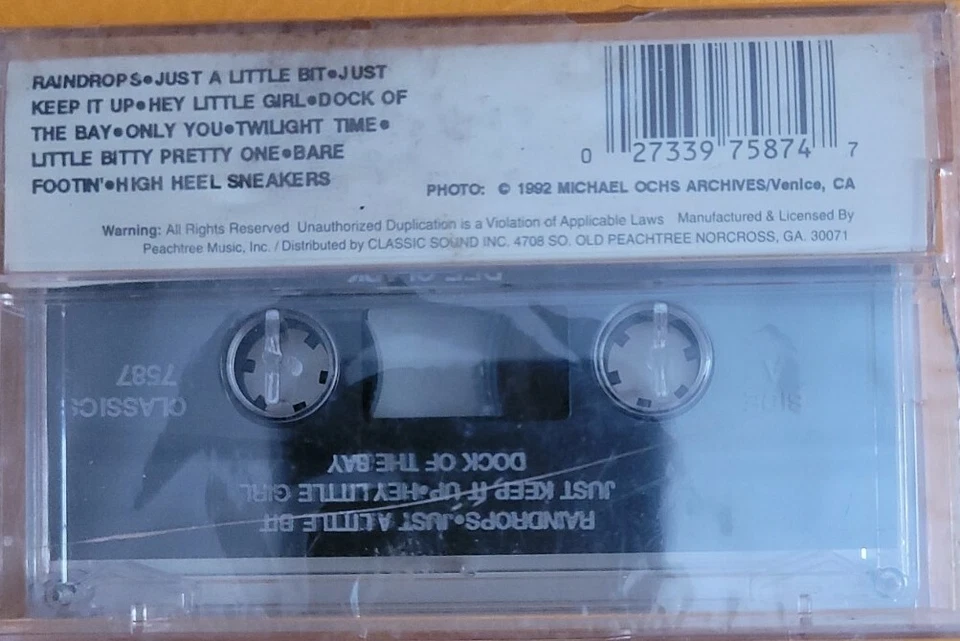 RAINDROPS•JUST A LITTLE BIT•JUST
KEEP IT UP•HEY LITTLE GIRL•DOCK OF
THE BAY•ONLY YOU•TWILIGHT TIME•
LITTLE BITTY PRETTY ONE•BARE
FOOTIN'•HIGH HEEL SNEAKERS
0 27339 75874 7
PHOTO: © 1992 MICHAEL OCHS ARCHIVES/Venice, CA
Warning: All Rights Reserved Unauthorized Duplication is a Violation of Applicable Laws Manufactured & Licensed By
Peachtree Music, Inc. / Distributed by CLASSIC SOUND INC. 4708 SO. OLD PEACHTREE NORCROSS, GA. 30071
DEE CLARK
SIDE A
CLASSICS
7587
RAINDROPS•JUST A LITTLE BIT
JUST KEEP IT UP•HEY LITTLE GIRL
DOCK OF THE BAY